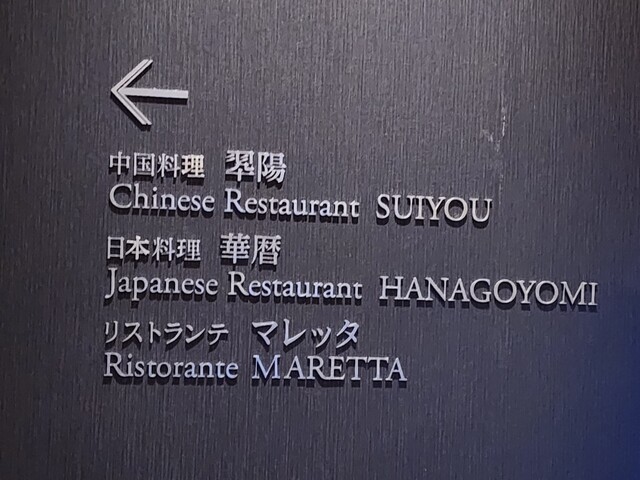 中国料理 翠陽
Chinese Restaurant SUIYOU
日本料理 華暦
Japanese Restaurant HANAGOYOMI
リストランテ マレッタ
Ristorante MARETTA